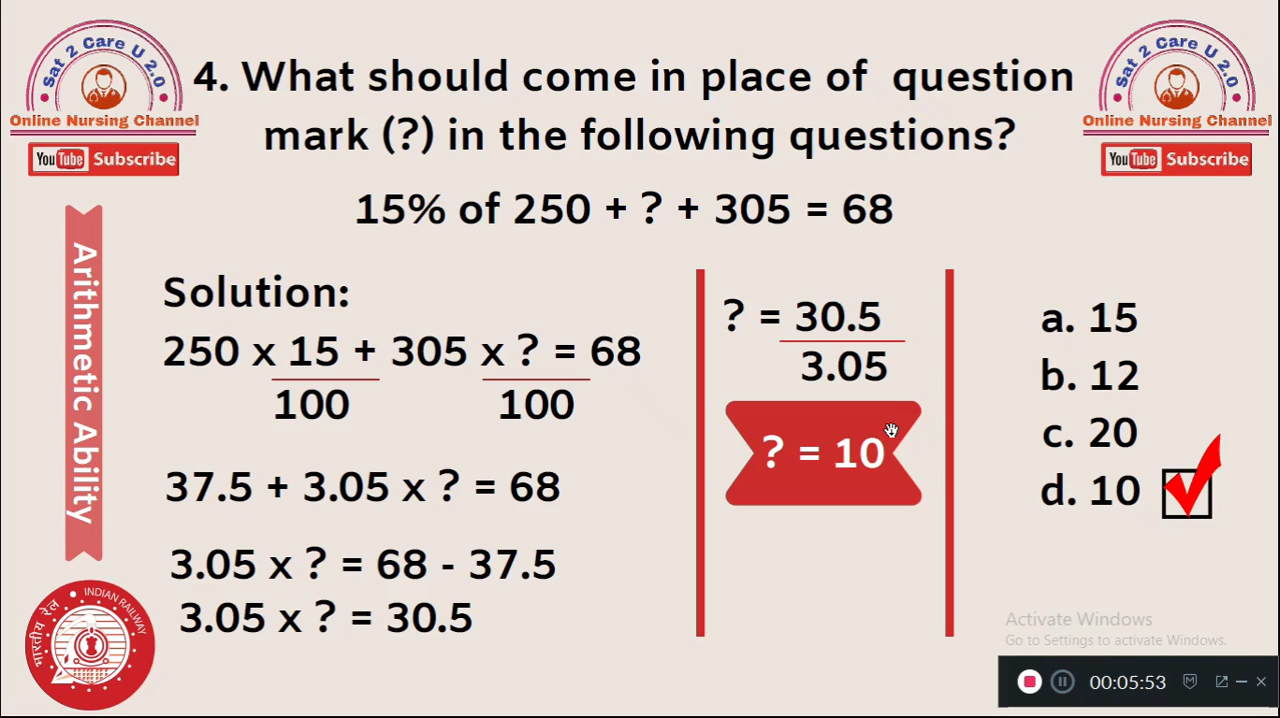 Sat 2 Care U 2.0
Online Nursing Channel
YouTube Subscribe
Sat 2 Care U 2.0
Online Nursing Channel
YouTube Subscribe
4. What should come in place of question
mark (?) in the following questions?
15% of 250 + ? + 305 = 68
Arithmetic Ability
Solution:
250 x 15 + 305 x ? = 68
100 100
37.5 + 3.05 x ? = 68
3.05 x ? = 68 - 37.5
3.05 x ? = 30.5
? = 30.5
3.05
? = 10
a. 15
b. 12
c. 20
d. 10
भारतीय रेल INDIAN RAILWAY
Activate Windows
Go to Settings to activate Windows.
00:05:53